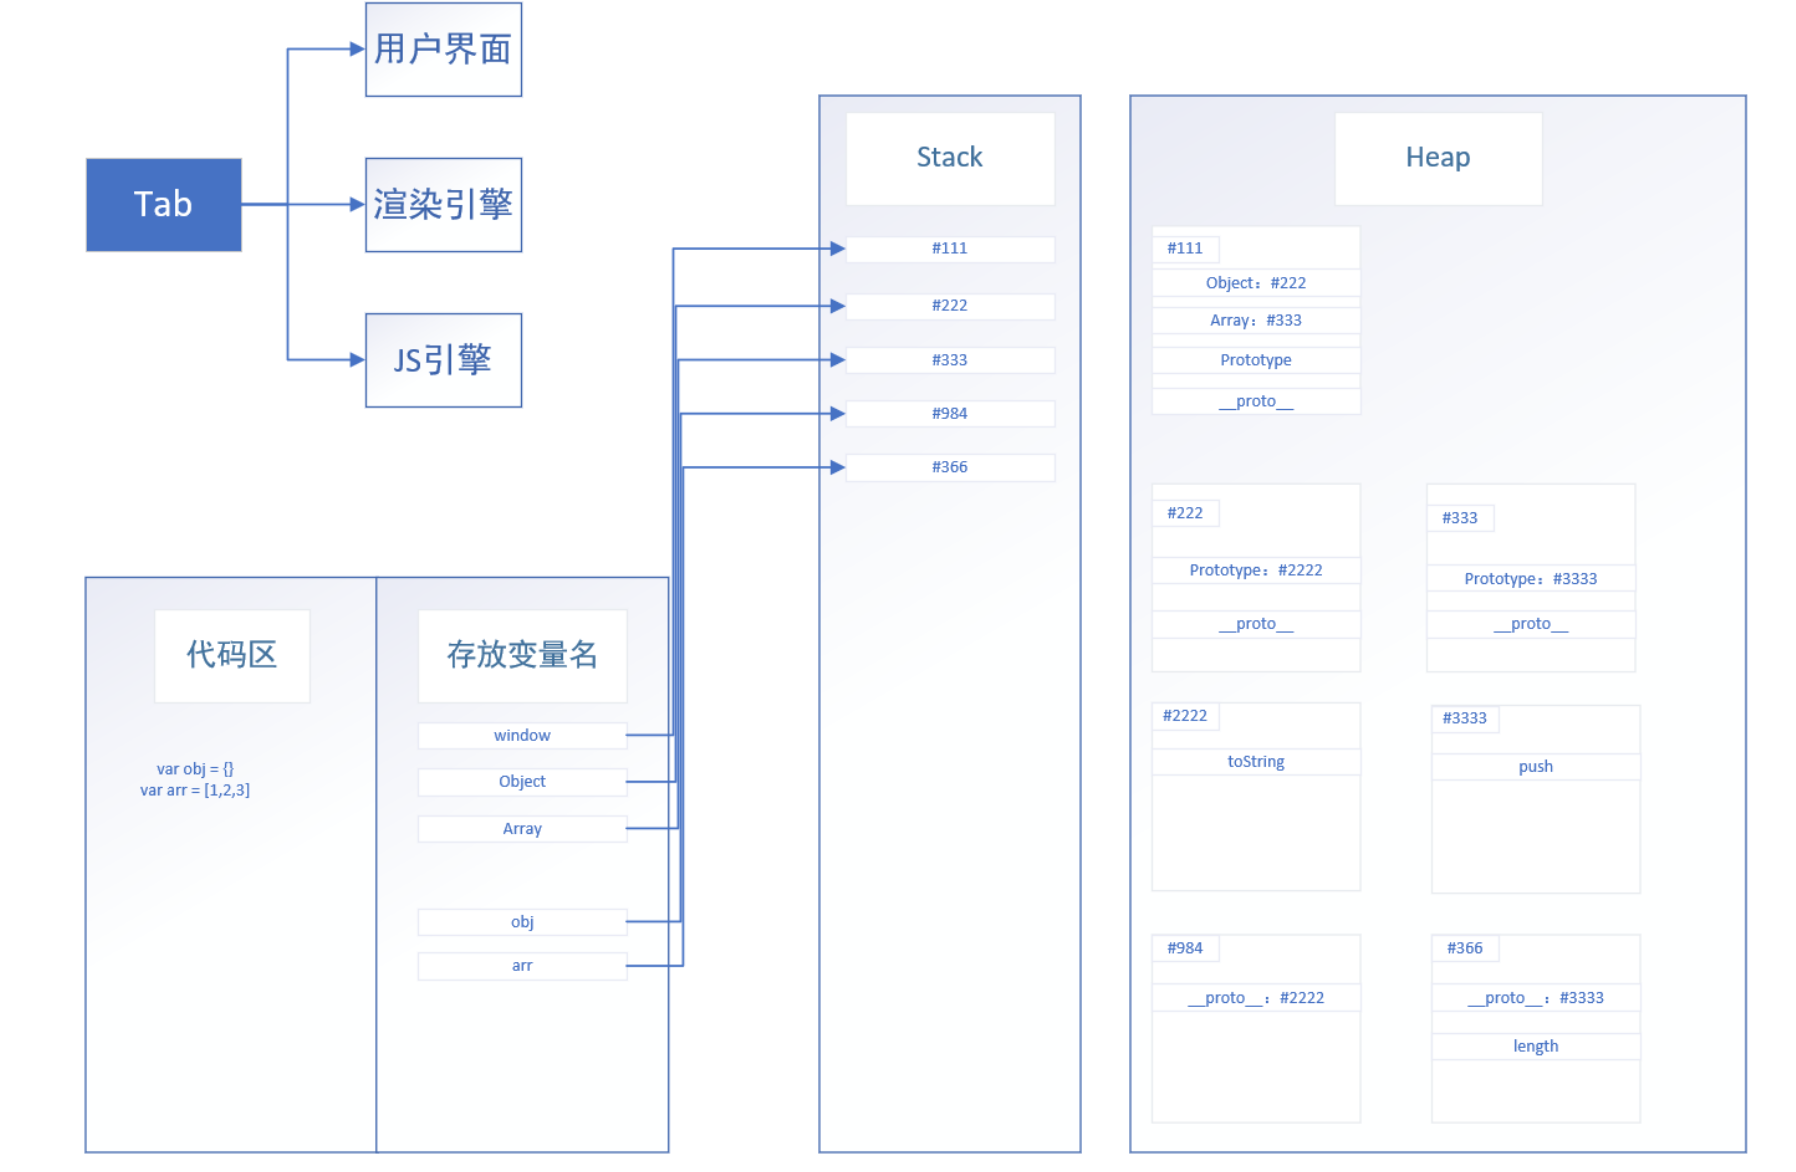 用户界面
Tab
渲染引擎
JS引擎
代码区
var obj = {}
var arr = [1,2,3]
存放变量名
window
Object
Array
obj
arr
Stack
#111
#222
#333
#984
#366
Heap
#111
Object：#222
Array：#333
Prototype
__proto__
#222
Prototype：#2222
__proto__
#333
Prototype：#3333
__proto__
#2222
toString
#3333
push
#984
__proto__：#2222
#366
__proto__：#3333
length